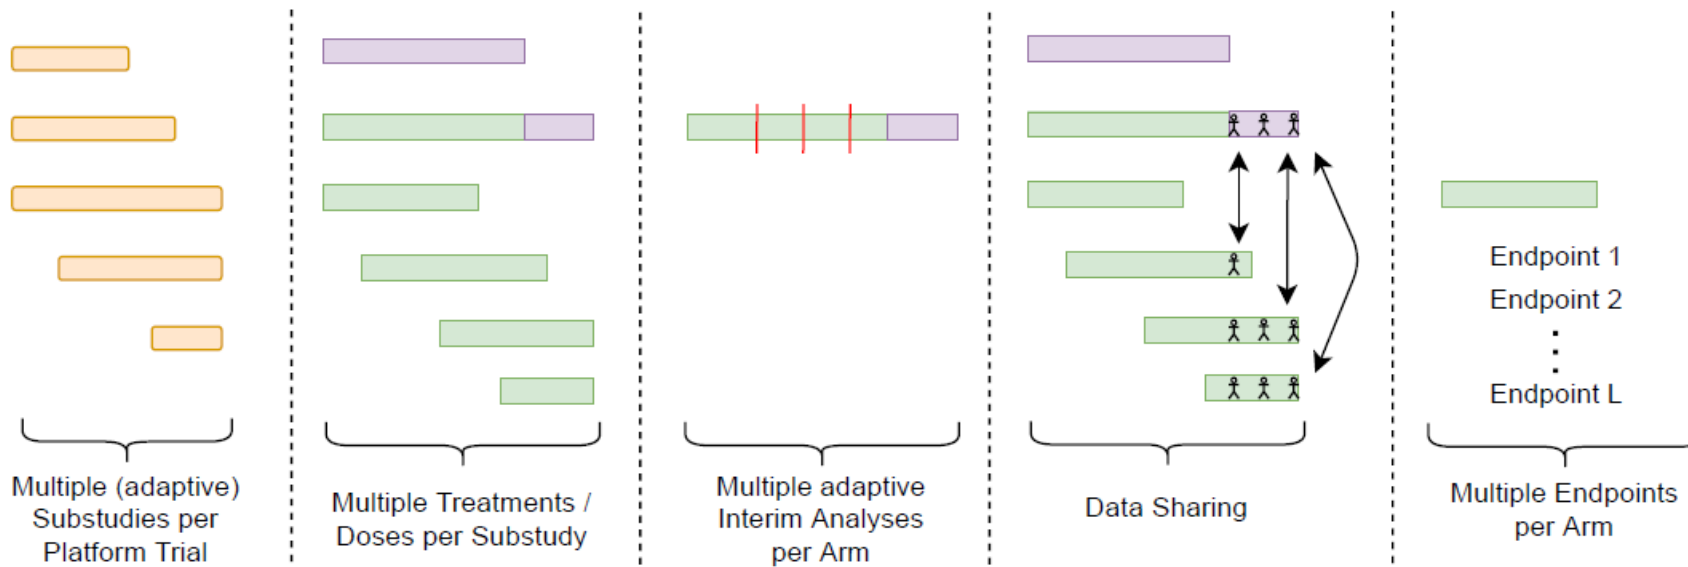 Multiple (adaptive)
Substudies per
Platform Trial
Multiple Treatments /
Doses per Substudy
Multiple adaptive
Interim Analyses
per Arm
Data Sharing
Endpoint 1
Endpoint 2
Endpoint L
Multiple Endpoints
per Arm